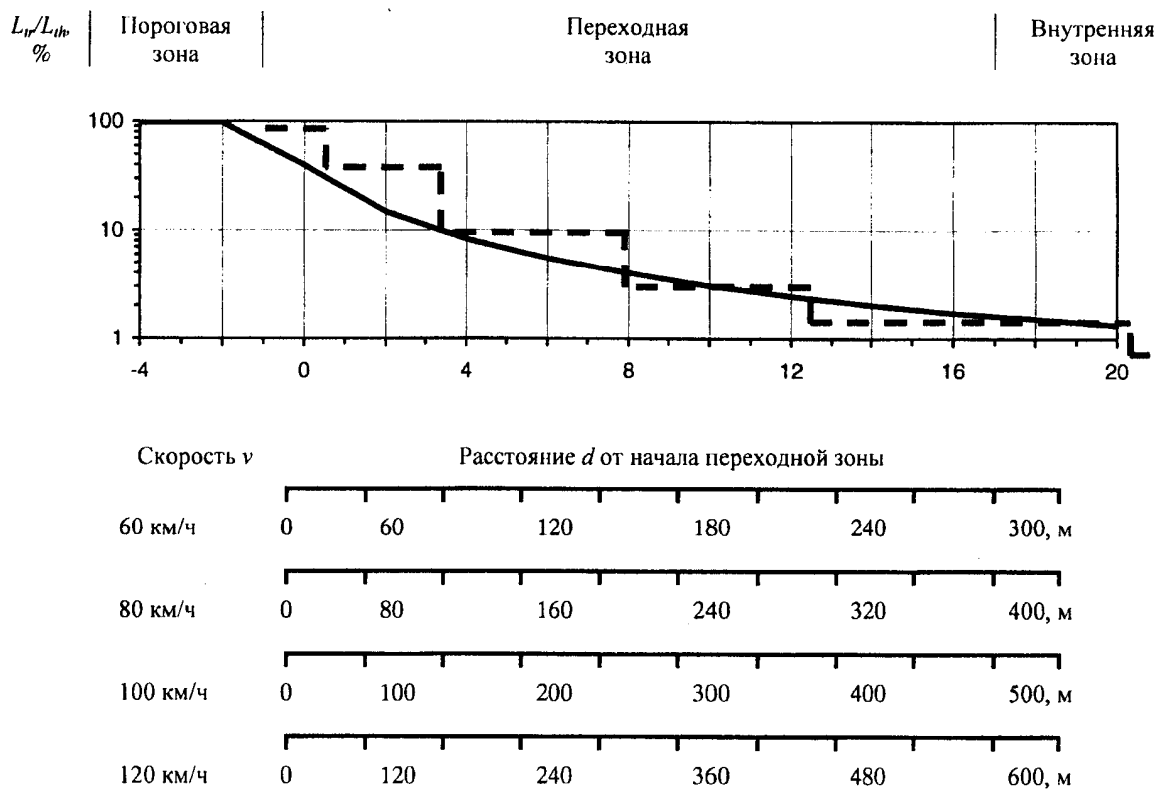 Ltr/Lth, %
Пороговая зона
Переходная зона
Внутренняя зона
100
10
1
-4 0 4 8 12 16 20
Скорость v Расстояние d от начала переходной зоны
60 км/ч 0 60 120 180 240 300, м
80 км/ч 0 80 160 240 320 400, м
100 км/ч 0 100 200 300 400 500, м
120 км/ч 0 120 240 360 480 600, м